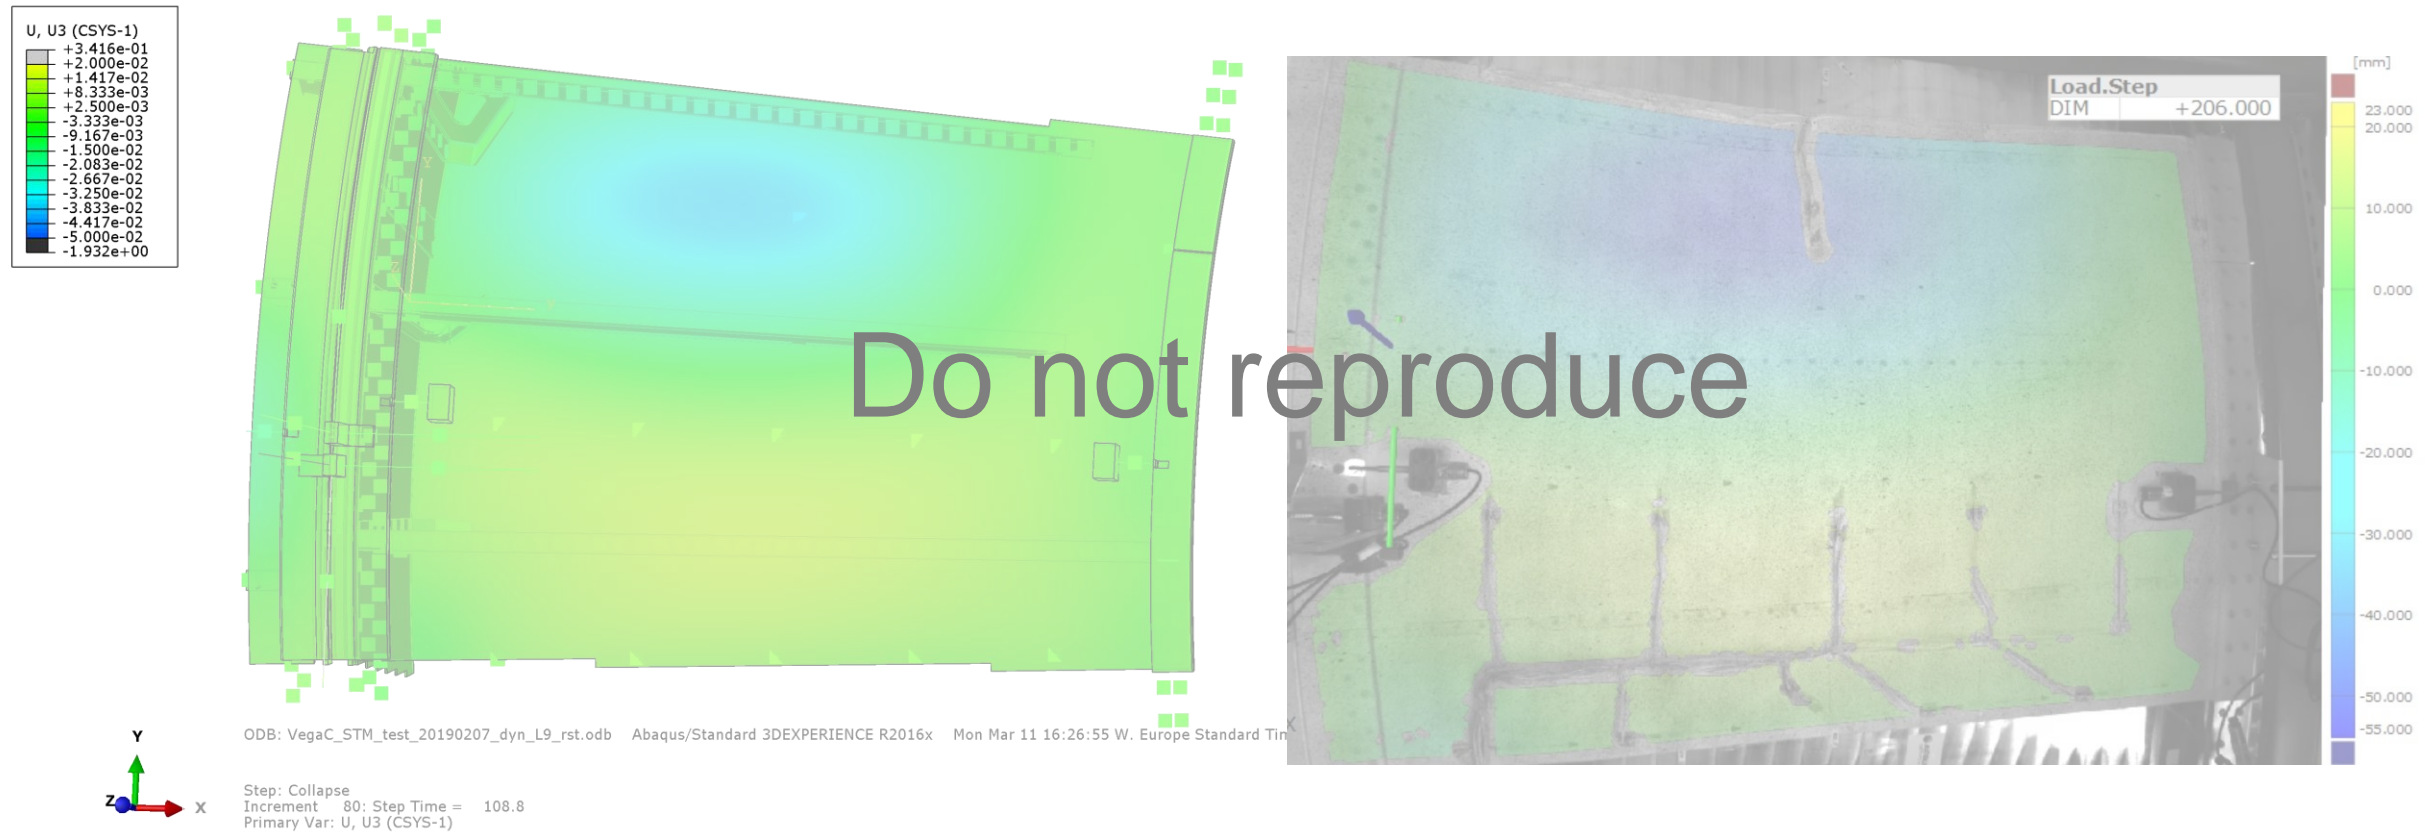 U, U3 (CSYS-1)
+3.416e-01
+2.000e-02
+1.417e-02
+8.333e-03
+2.500e-03
-3.333e-03
-9.167e-03
-1.500e-02
-2.083e-02
-2.667e-02
-3.250e-02
-3.833e-02
-4.417e-02
-5.000e-02
-1.932e+00
Y
Z X
ODB: VegaC_STM_test_20190207_dyn_L9_rst.odb Abaqus/Standard 3DEXPERIENCE R2016x Mon Mar 11 16:26:55 W. Europe Standard Tin
Step: Collapse
Increment 80: Step Time = 108.8
Primary Var: U, U3 (CSYS-1)
Do not reproduce
Load.Step
DIM +206.000
[mm]
23.000
20.000
10.000
0.000
-10.000
-20.000
-30.000
-40.000
-50.000
-55.000